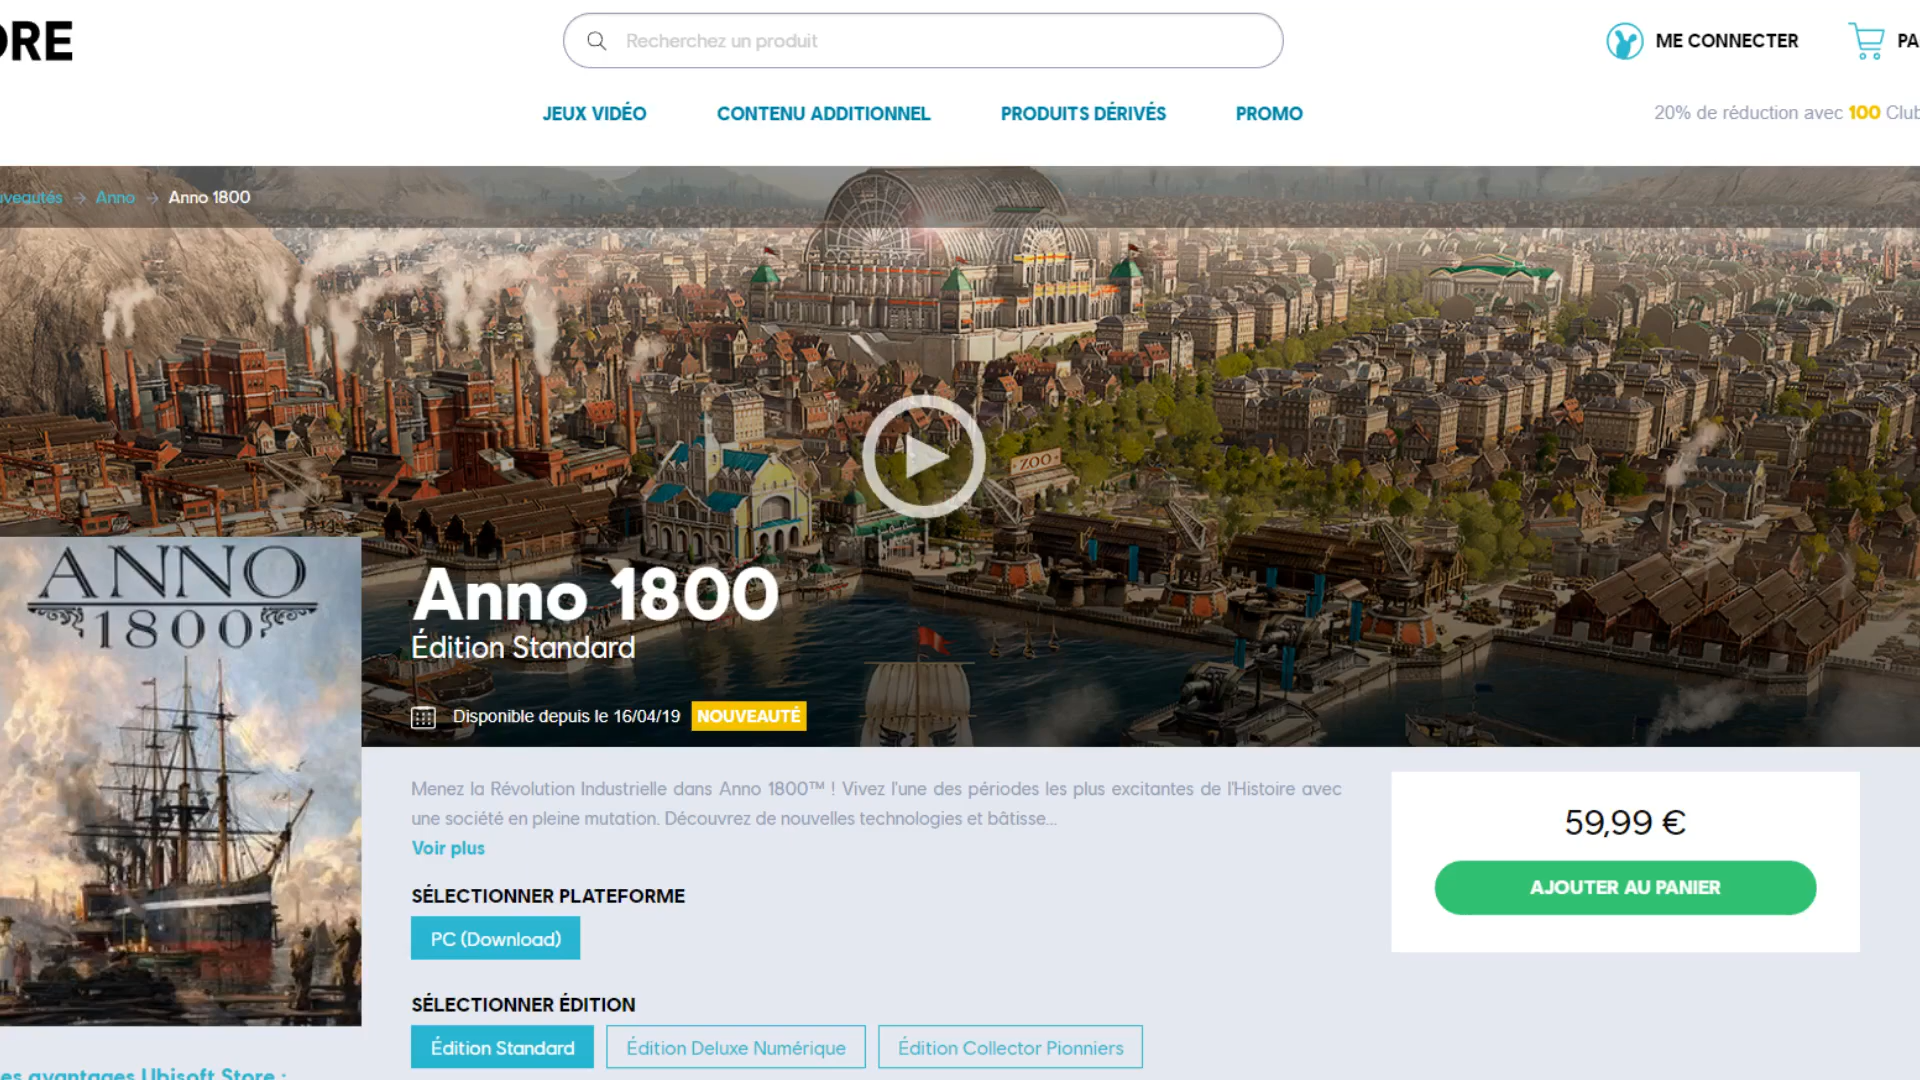 ORE
Recherchez un produit
ME CONNECTER
JEUX VIDÉO
CONTENU ADDITIONNEL
PRODUITS DÉRIVÉS
PROMO
20% de réduction avec 100 Club
Anno
Anno 1800
ZOO
ANNO
1800
Anno 1800
Édition Standard
Disponible depuis le 16/04/19
NOUVEAUTÉ
Menez la Révolution Industrielle dans Anno 1800™ ! Vivez l'une des périodes les plus excitantes de l'Histoire avec
une société en pleine mutation. Découvrez de nouvelles technologies et bâtisse...
Voir plus
59,99 €
AJOUTER AU PANIER
SÉLECTIONNER PLATEFORME
PC (Download)
SÉLECTIONNER ÉDITION
Édition Standard
Édition Deluxe Numérique
Édition Collector Pionniers
es avantages Ubisoft Store :